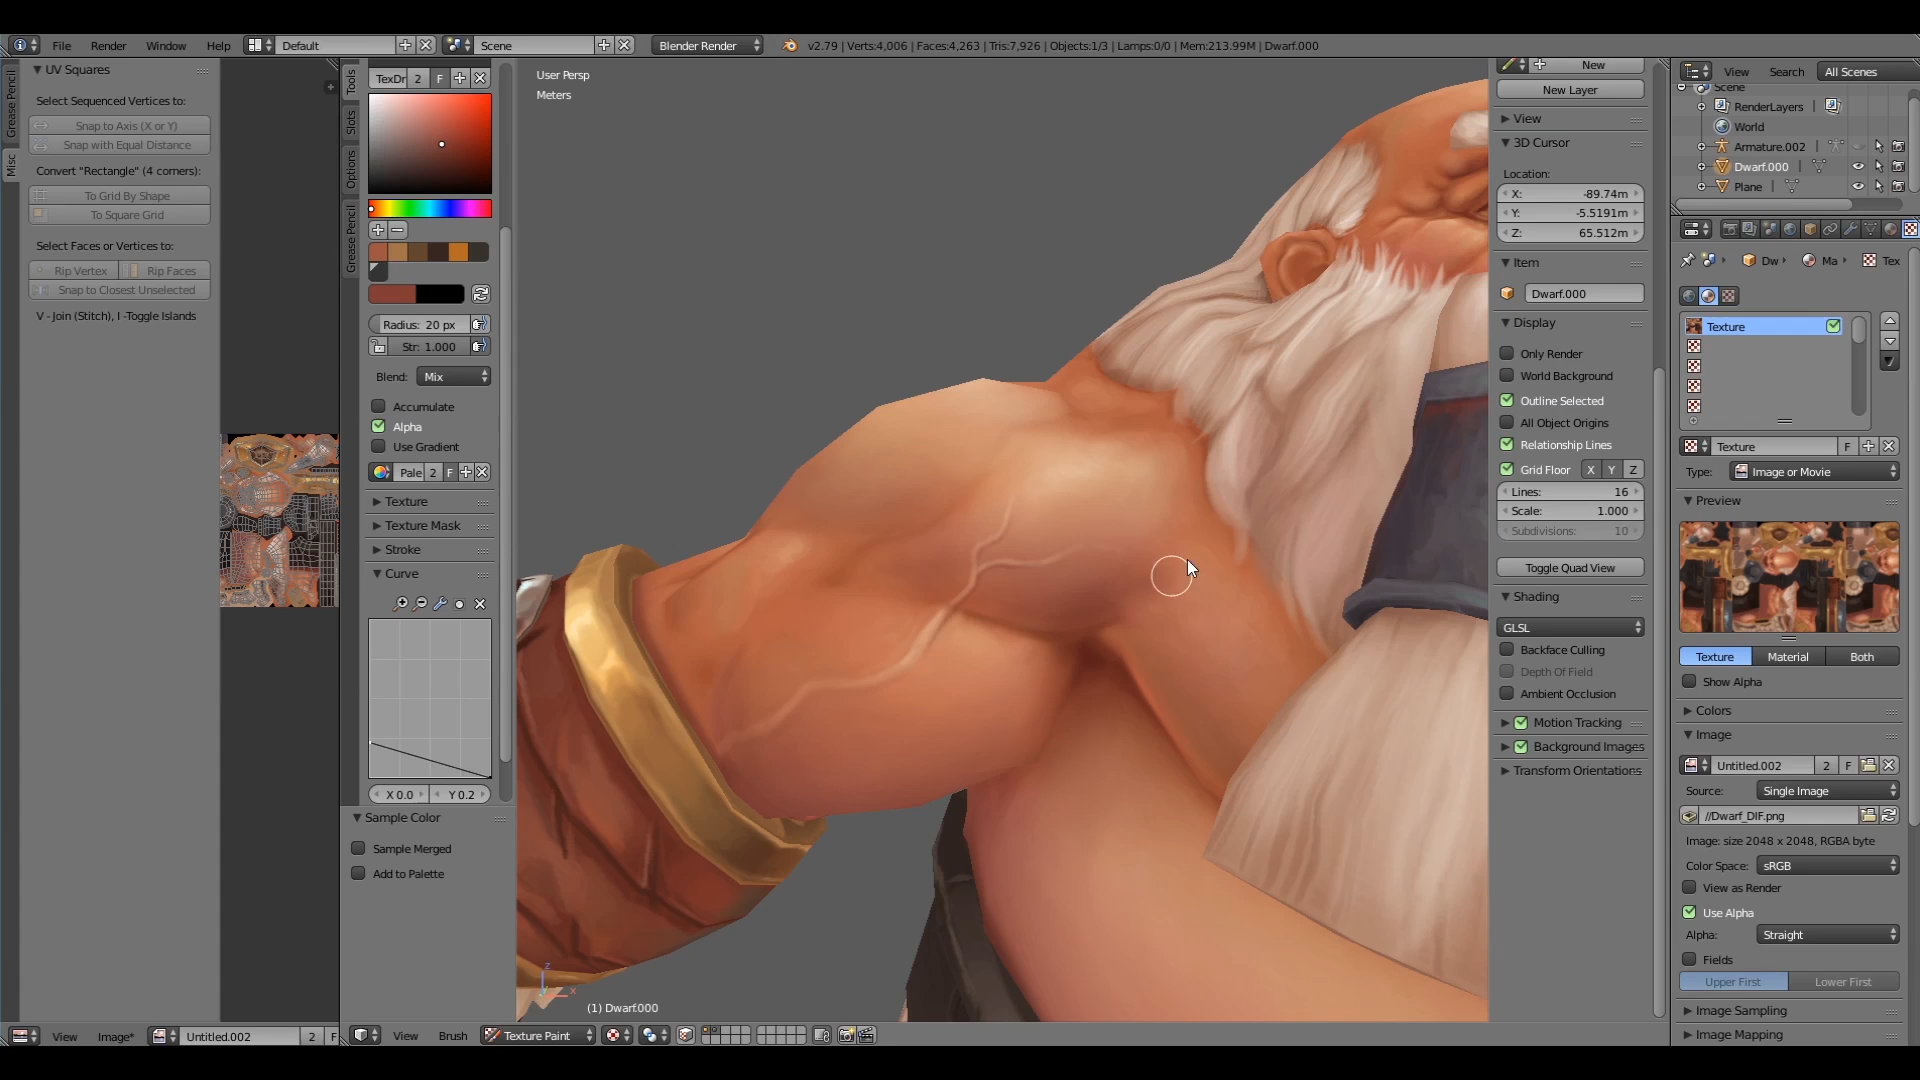 File Render Window Help Default Scene Blender Render v2.79 | Verts:4,006 | Faces:4,263 | Tris:7,926 | Objects:1/3 | Lamps:0/0 | Mem:213.99M | Dwarf.000
Grease Pencil
Misc
UV Squares
Select Sequenced Vertices to:
Snap to Axis (X or Y)
Snap with Equal Distance
Convert "Rectangle" (4 corners):
To Grid By Shape
To Square Grid
Select Faces or Vertices to:
Rip Vertex Rip Faces
Snap to Closest Unselected
V - Join (Stitch), I -Toggle Islands
View Image* Untitled.002 2 F
Tools
Slots
Options
Grease Pencil
TexDr 2 F
Radius: 20 px
Str: 1.000
Blend: Mix
Accumulate
Alpha
Use Gradient
Pale 2 F
Texture
Texture Mask
Stroke
Curve
X 0.0 Y 0.2
Sample Color
Sample Merged
Add to Palette
User Persp
Meters
(1) Dwarf.000
View Brush Texture Paint
New
New Layer
View
3D Cursor
Location:
X: -89.74m
Y: -5.5191m
Z: 65.512m
Item
Dwarf.000
Display
Only Render
World Background
Outline Selected
All Object Origins
Relationship Lines
Grid Floor X Y Z
Lines: 16
Scale: 1.000
Subdivisions: 10
Toggle Quad View
Shading
GLSL
Backface Culling
Depth Of Field
Ambient Occlusion
Motion Tracking
Background Images
Transform Orientations
View Search All Scenes
Scene
RenderLayers
World
Armature.002
Dwarf.000
Plane
Dw Ma Tex
Texture
Texture F
Type: Image or Movie
Preview
Texture Material Both
Show Alpha
Colors
Image
Untitled.002 2 F
Source: Single Image
//Dwarf_DIF.png
Image: size 2048 x 2048, RGBA byte
Color Space: sRGB
View as Render
Use Alpha
Alpha: Straight
Fields
Upper First Lower First
Image Sampling
Image Mapping